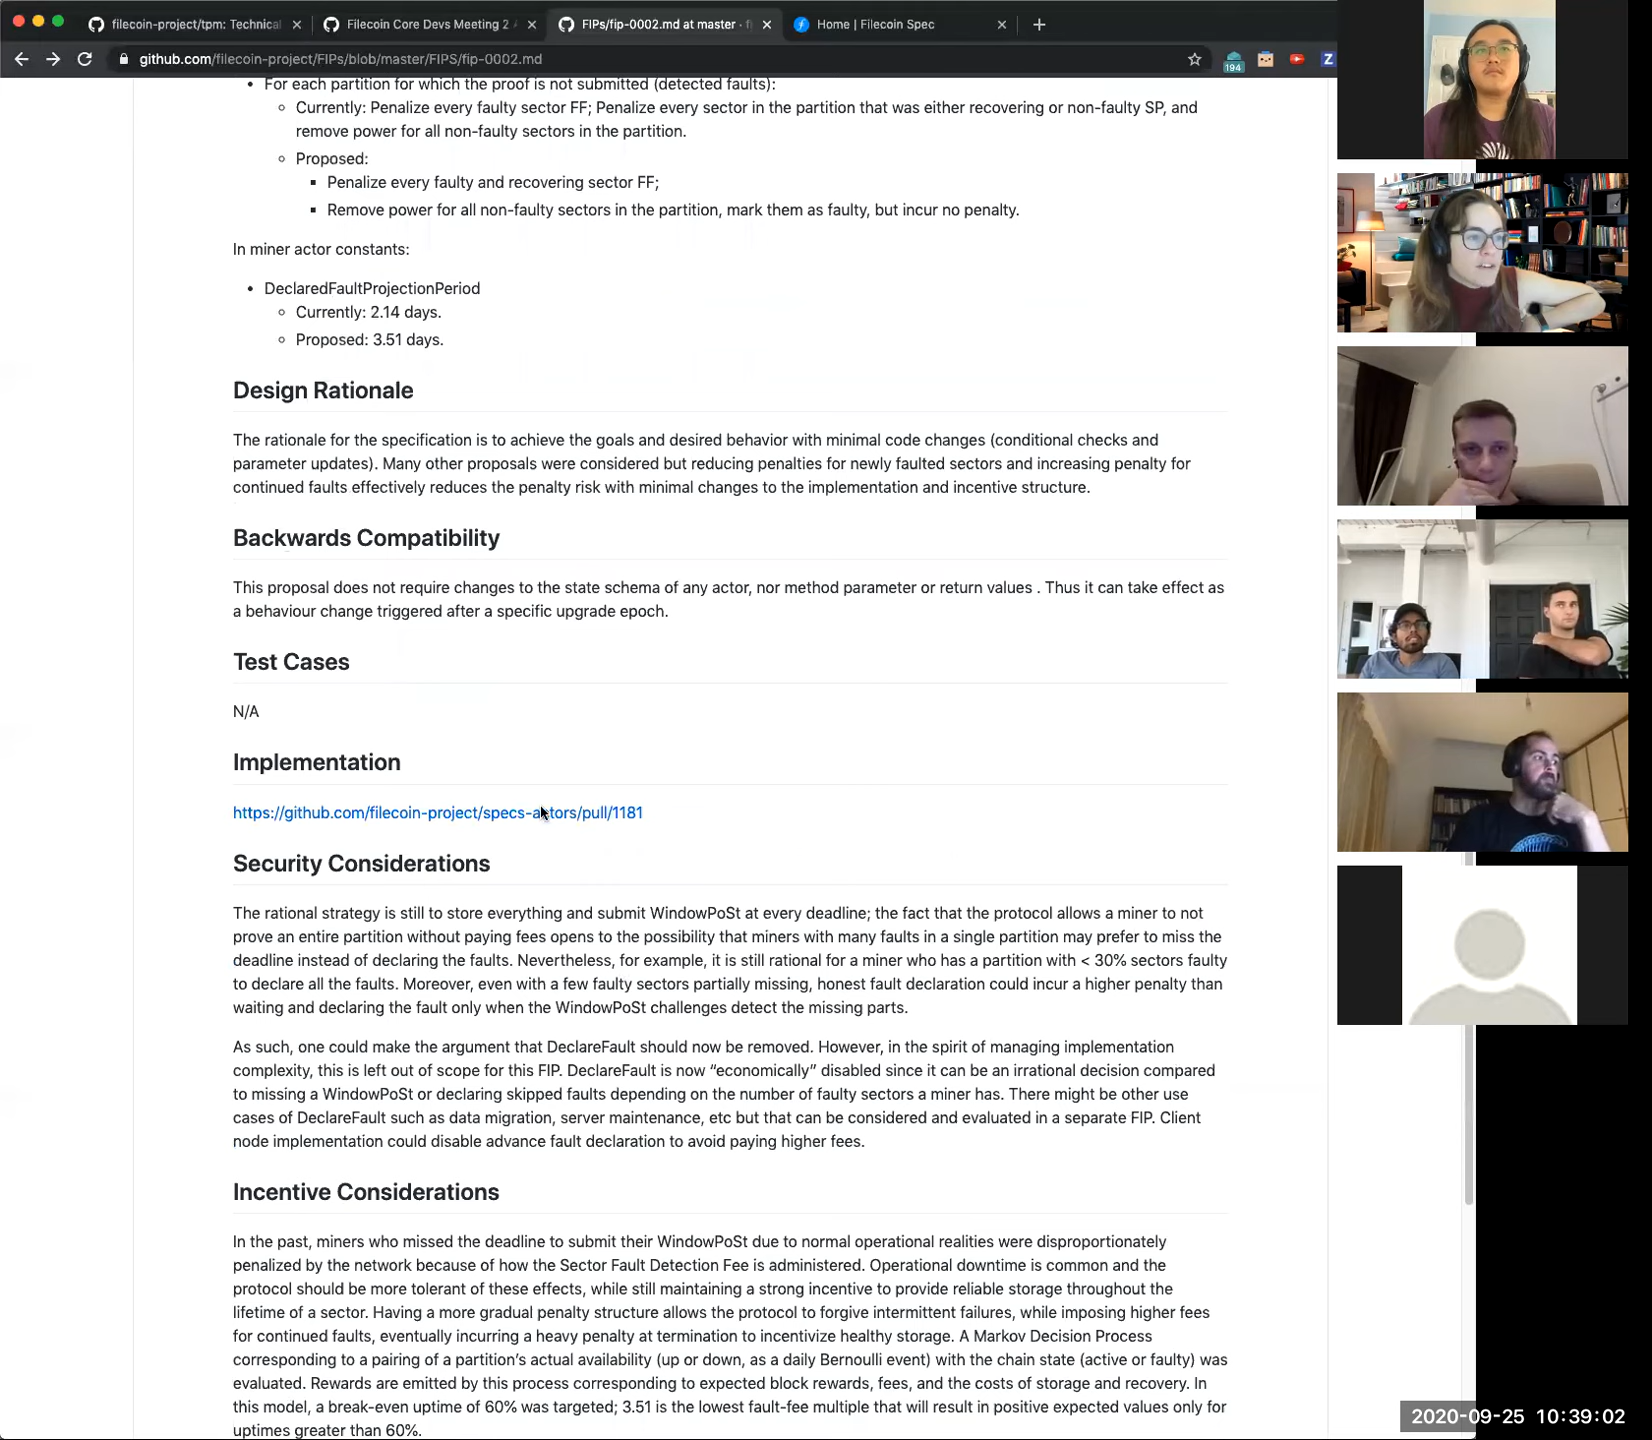 filecoin-project/tpm: Technical
Filecoin Core Devs Meeting 2
FIPs/fip-0002.md at master · f
Home | Filecoin Spec
github.com/filecoin-project/FIPs/blob/master/FIPS/fip-0002.md
194
Z
• For each partition for which the proof is not submitted (detected faults):
Currently: Penalize every faulty sector FF; Penalize every sector in the partition that was either recovering or non-faulty SP, and
remove power for all non-faulty sectors in the partition.
Proposed:
Penalize every faulty and recovering sector FF;
Remove power for all non-faulty sectors in the partition, mark them as faulty, but incur no penalty.
In miner actor constants:
• DeclaredFaultProjectionPeriod
Currently: 2.14 days.
Proposed: 3.51 days.
Design Rationale
The rationale for the specification is to achieve the goals and desired behavior with minimal code changes (conditional checks and
parameter updates). Many other proposals were considered but reducing penalties for newly faulted sectors and increasing penalty for
continued faults effectively reduces the penalty risk with minimal changes to the implementation and incentive structure.
Backwards Compatibility
This proposal does not require changes to the state schema of any actor, nor method parameter or return values . Thus it can take effect as
a behaviour change triggered after a specific upgrade epoch.
Test Cases
N/A
Implementation
https://github.com/filecoin-project/specs-actors/pull/1181
Security Considerations
The rational strategy is still to store everything and submit WindowPoSt at every deadline; the fact that the protocol allows a miner to not
prove an entire partition without paying fees opens to the possibility that miners with many faults in a single partition may prefer to miss the
deadline instead of declaring the faults. Nevertheless, for example, it is still rational for a miner who has a partition with < 30% sectors faulty
to declare all the faults. Moreover, even with a few faulty sectors partially missing, honest fault declaration could incur a higher penalty than
waiting and declaring the fault only when the WindowPoSt challenges detect the missing parts.
As such, one could make the argument that DeclareFault should now be removed. However, in the spirit of managing implementation
complexity, this is left out of scope for this FIP. DeclareFault is now “economically” disabled since it can be an irrational decision compared
to missing a WindowPoSt or declaring skipped faults depending on the number of faulty sectors a miner has. There might be other use
cases of DeclareFault such as data migration, server maintenance, etc but that can be considered and evaluated in a separate FIP. Client
node implementation could disable advance fault declaration to avoid paying higher fees.
Incentive Considerations
In the past, miners who missed the deadline to submit their WindowPoSt due to normal operational realities were disproportionately
penalized by the network because of how the Sector Fault Detection Fee is administered. Operational downtime is common and the
protocol should be more tolerant of these effects, while still maintaining a strong incentive to provide reliable storage throughout the
lifetime of a sector. Having a more gradual penalty structure allows the protocol to forgive intermittent failures, while imposing higher fees
for continued faults, eventually incurring a heavy penalty at termination to incentivize healthy storage. A Markov Decision Process
corresponding to a pairing of a partition’s actual availability (up or down, as a daily Bernoulli event) with the chain state (active or faulty) was
evaluated. Rewards are emitted by this process corresponding to expected block rewards, fees, and the costs of storage and recovery. In
this model, a break-even uptime of 60% was targeted; 3.51 is the lowest fault-fee multiple that will result in positive expected values only for
uptimes greater than 60%.
2020-09-25 10:39:02